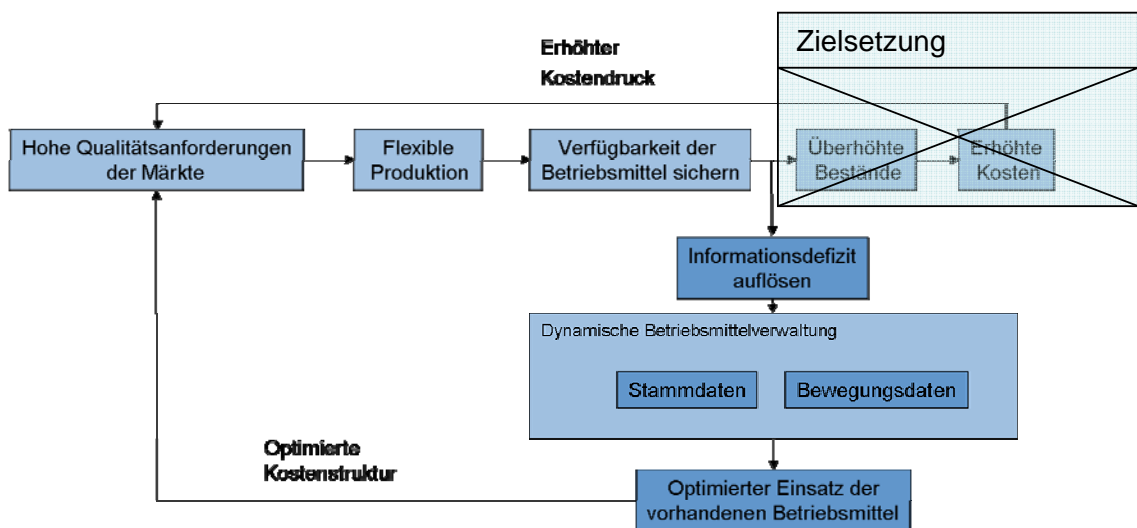 Zielsetzung
Erhöhter
Kostendruck
Hohe Qualitätsanforderungen
der Märkte
Flexible
Produktion
Verfügbarkeit der
Betriebsmittel sichern
Überhöhte
Bestände
Erhöhte
Kosten
Informationsdefizit
auflösen
Dynamische Betriebsmittelverwaltung
Stammdaten
Bewegungsdaten
Optimierte
Kostenstruktur
Optimierter Einsatz der
vorhandenen Betriebsmittel